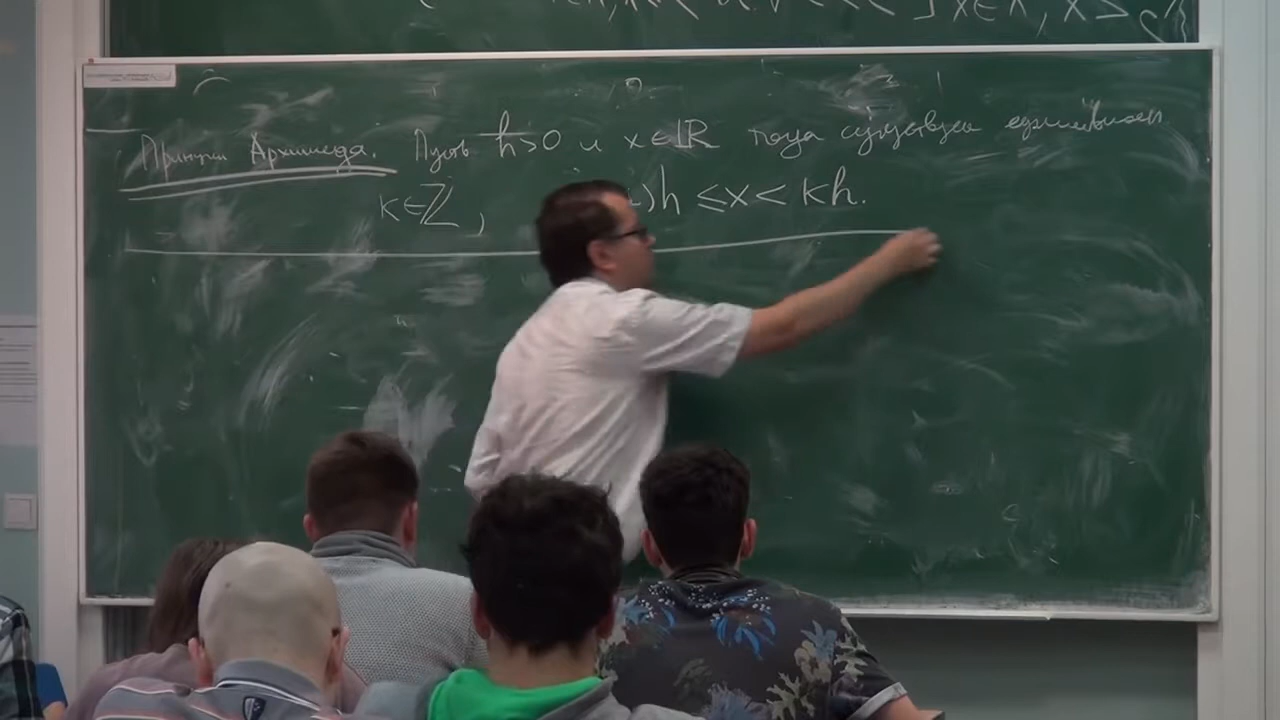 x∈X, x >
Принцип Архимеда. Пусть h>0 и x∈ℝ тогда существует единственное
k∈ℤ, )h ≤x< kh.